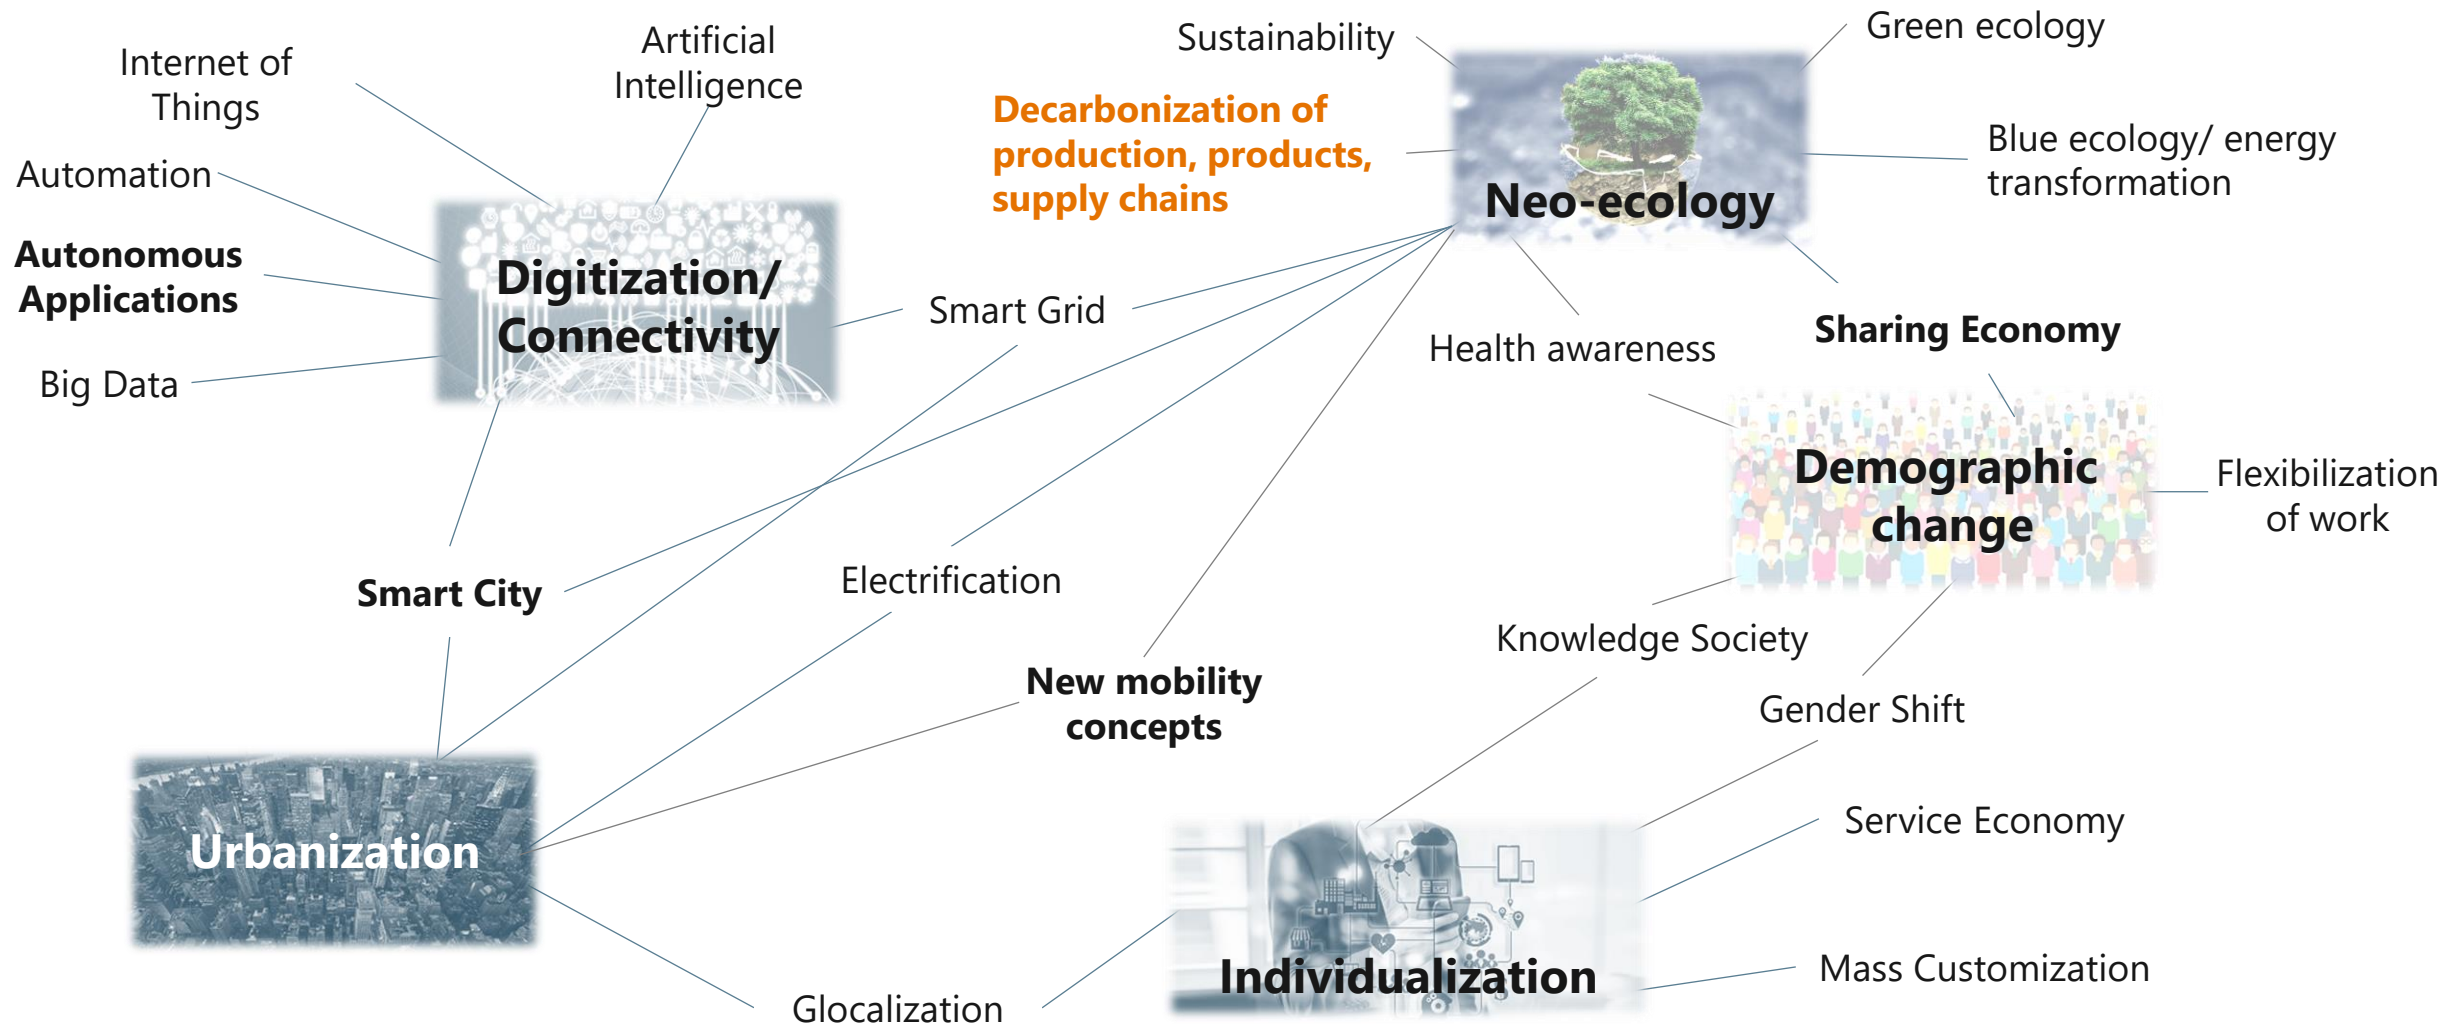 Internet of
Things
Artificial
Intelligence
Automation
Autonomous
Applications
Big Data
Digitization/
Connectivity
Sustainability
Green ecology
Decarbonization of
production, products,
supply chains
Neo-ecology
Blue ecology/ energy
transformation
Smart Grid
Health awareness
Sharing Economy
Demographic
change
Flexibilization
of work
Smart City
Electrification
Knowledge Society
New mobility
concepts
Gender Shift
Urbanization
Service Economy
Individualization
Mass Customization
Glocalization